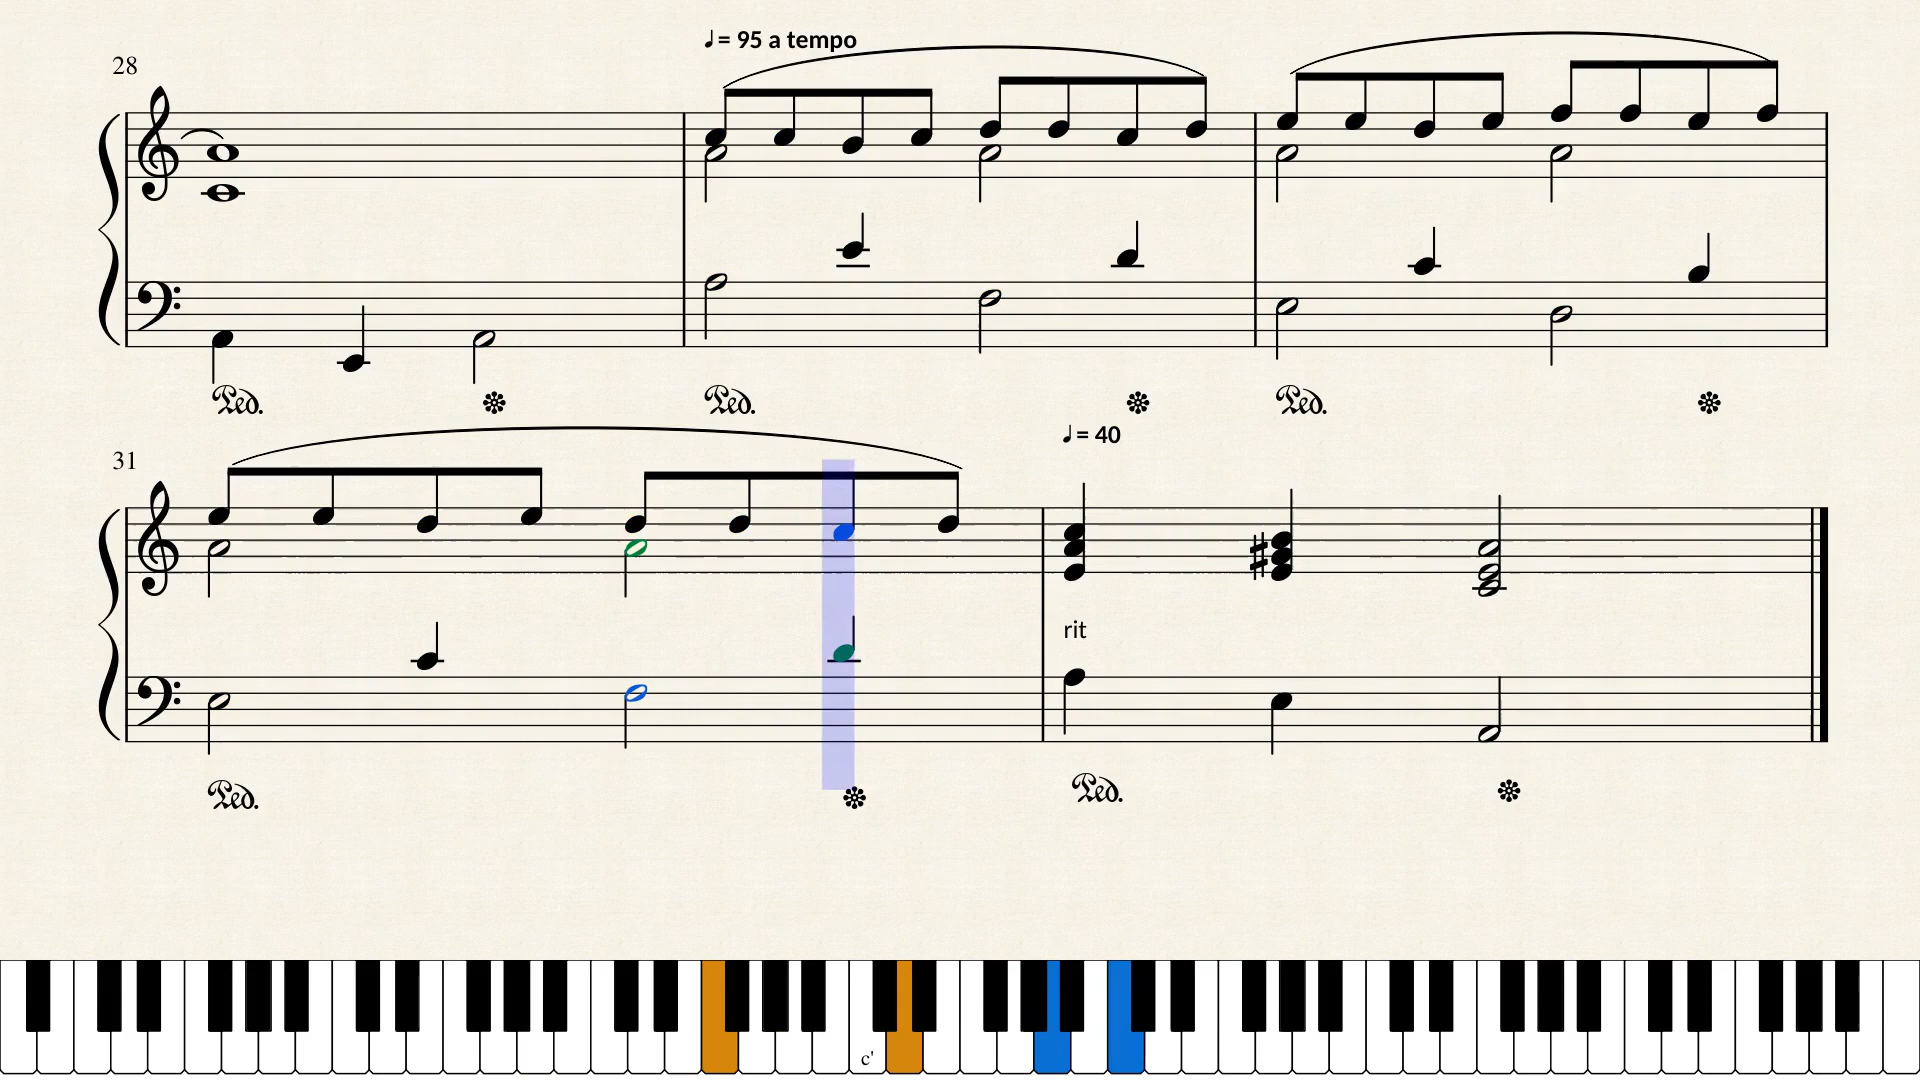 ♩= 95 a tempo
28
Ped. Ped. Ped.
♩= 40
31
rit
Ped. Ped.
c'